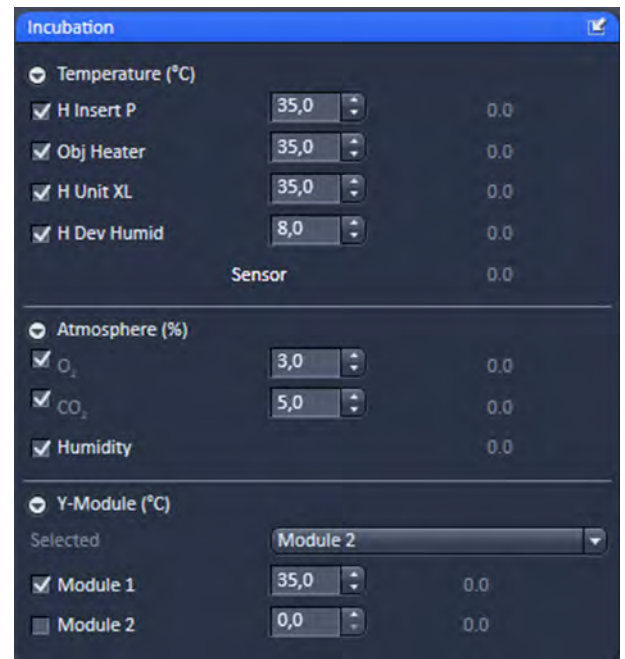 Incubation
Temperature (°C)
H Insert P 35,0 0.0
Obj Heater 35,0 0.0
H Unit XL 35,0 0.0
H Dev Humid 8,0 0.0
Sensor 0.0
Atmosphere (%)
O₂ 3,0 0.0
CO₂ 5,0 0.0
Humidity 0.0
Y-Module (°C)
Selected Module 2
Module 1 35,0 0.0
Module 2 0,0 0.0